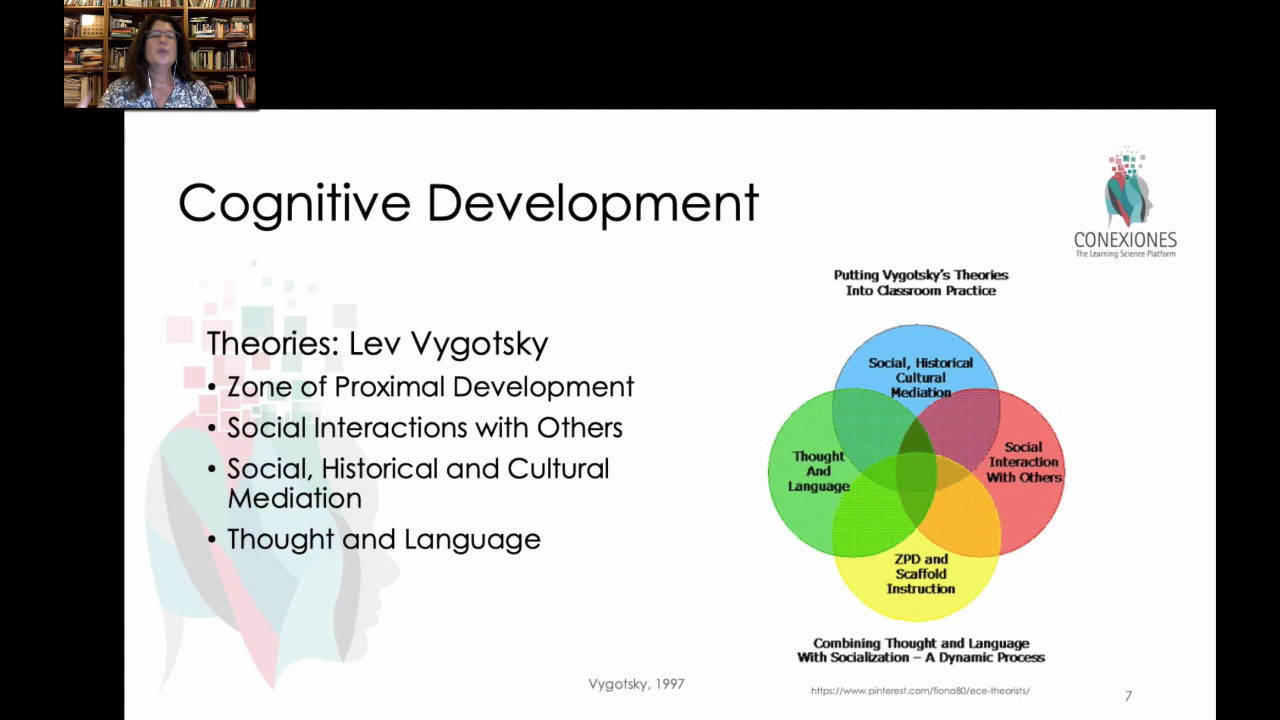 Cognitive Development
CONEXIONES
The Learning Science Platform
Theories: Lev Vygotsky
• Zone of Proximal Development
• Social Interactions with Others
• Social, Historical and Cultural
Mediation
• Thought and Language
Putting Vygotsky's Theories
Into Classroom Practice
Social, Historical
Cultural
Mediation
Thought
And
Language
Social
Interaction
With Others
ZPD and
Scaffold
Instruction
Combining Thought and Language
With Socialization – A Dynamic Process
Vygotsky, 1997
https://www.pinterest.com/fiona80/ece-theorists/
7